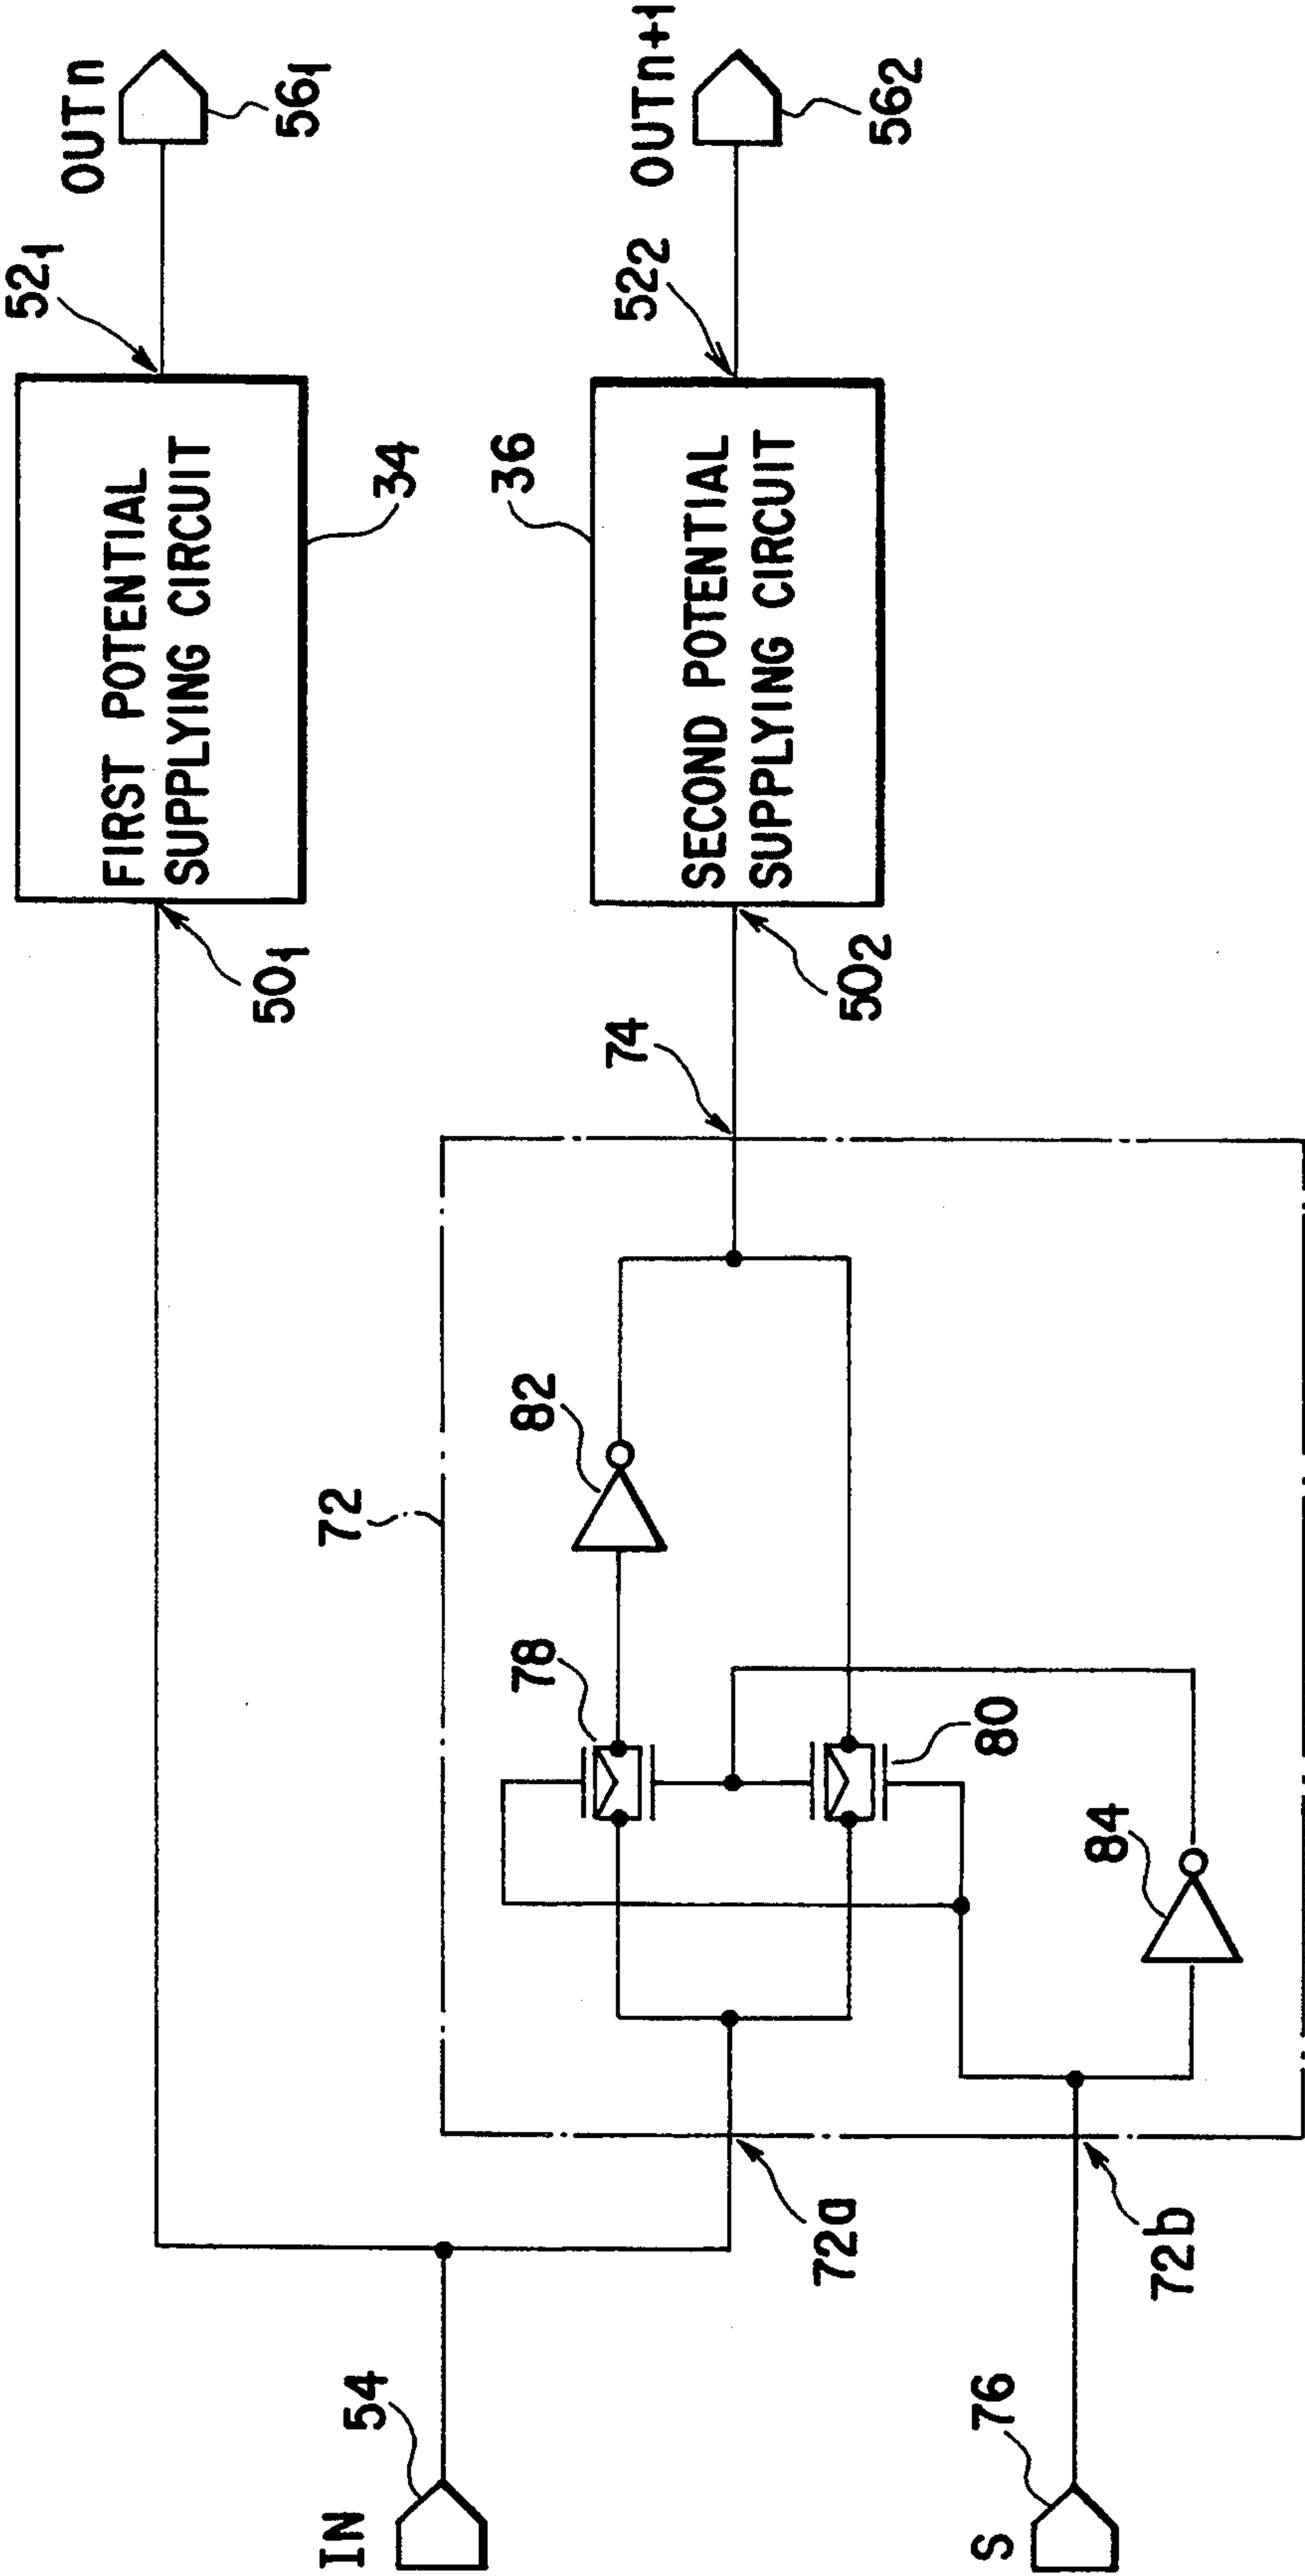 OUTn
52₁
56₁
FIRST POTENTIAL
SUPPLYING CIRCUIT
34
50₁
OUTn+1
52₂
56₂
36
SECOND POTENTIAL
SUPPLYING CIRCUIT
50₂
74
72
82
78
80
84
IN
54
72a
S
76
72b